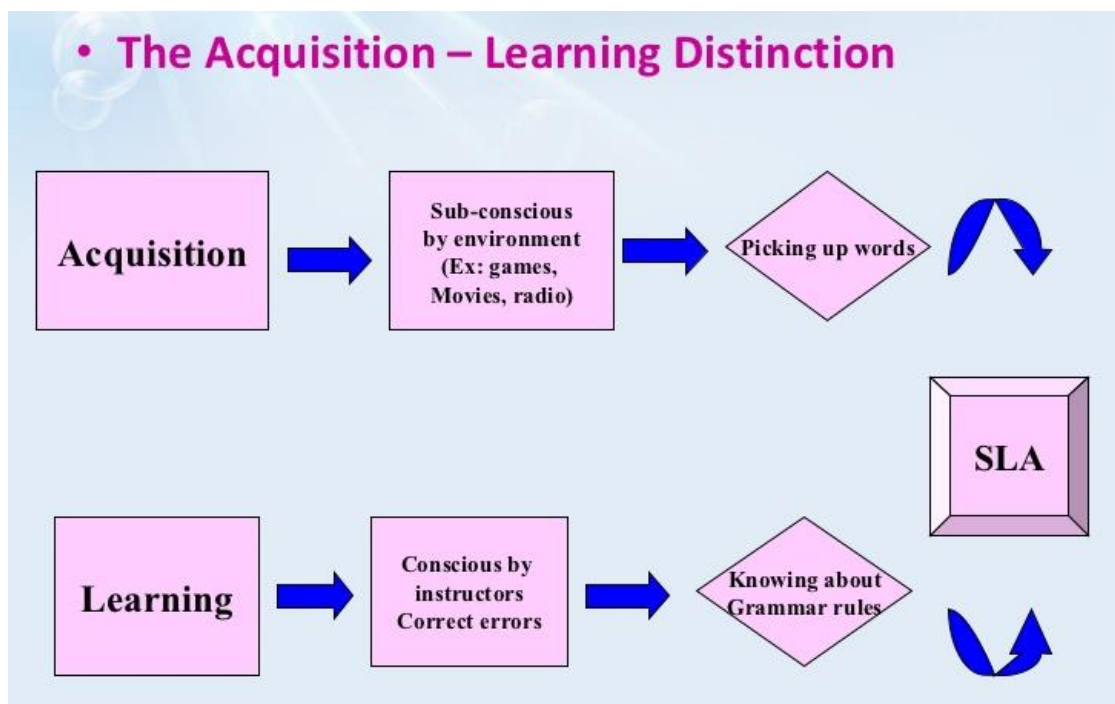 • The Acquisition – Learning Distinction
Acquisition
Sub-conscious
by environment
(Ex: games,
Movies, radio)
Picking up words
SLA
Learning
Conscious by
instructors
Correct errors
Knowing about
Grammar rules